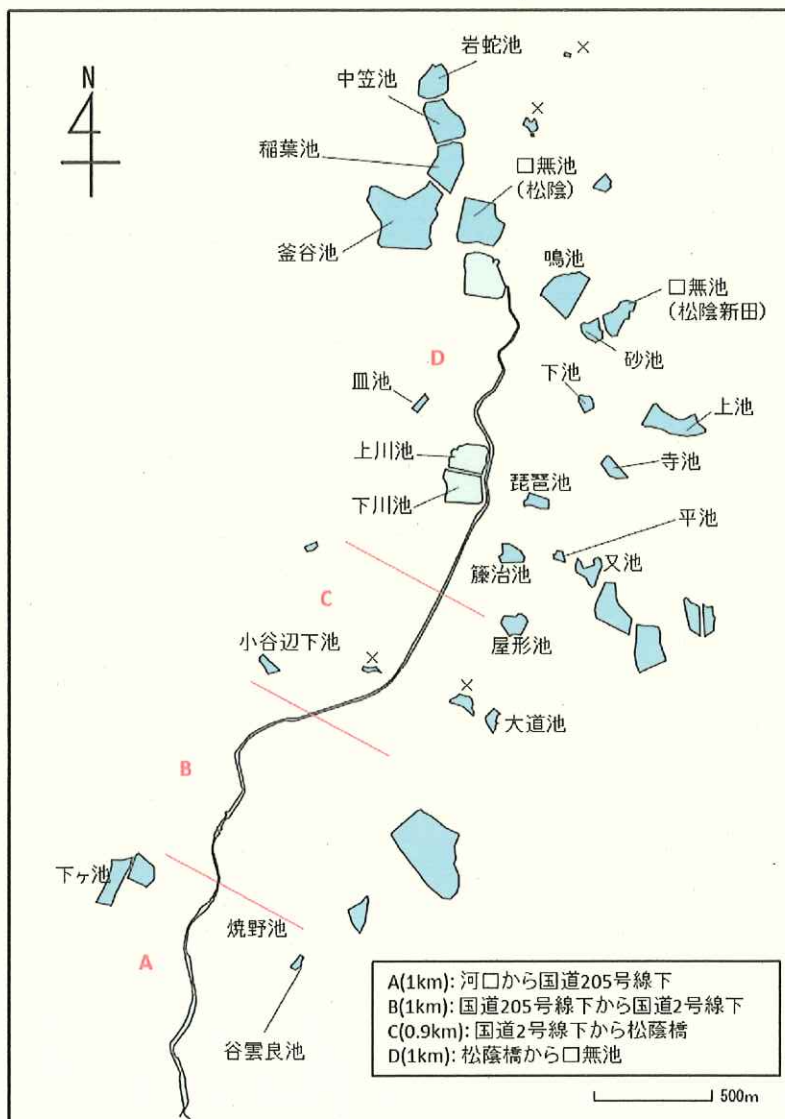 岩蛇池
×
N
中笠池
×
稲葉池
口無池
(松陰)
釜谷池
鳴池
口無池
(松陰新田)
砂池
D
皿池
下池
上池
上川池
寺池
下川池
琵琶池
平池
籐治池
又池
C
小谷辺下池
×
屋形池
×
大道池
B
下ヶ池
焼野池
A
谷雲良池
A(1km): 河口から国道205号線下
B(1km): 国道205号線下から国道2号線下
C(0.9km): 国道2号線下から松蔭橋
D(1km): 松蔭橋から口無池
500m